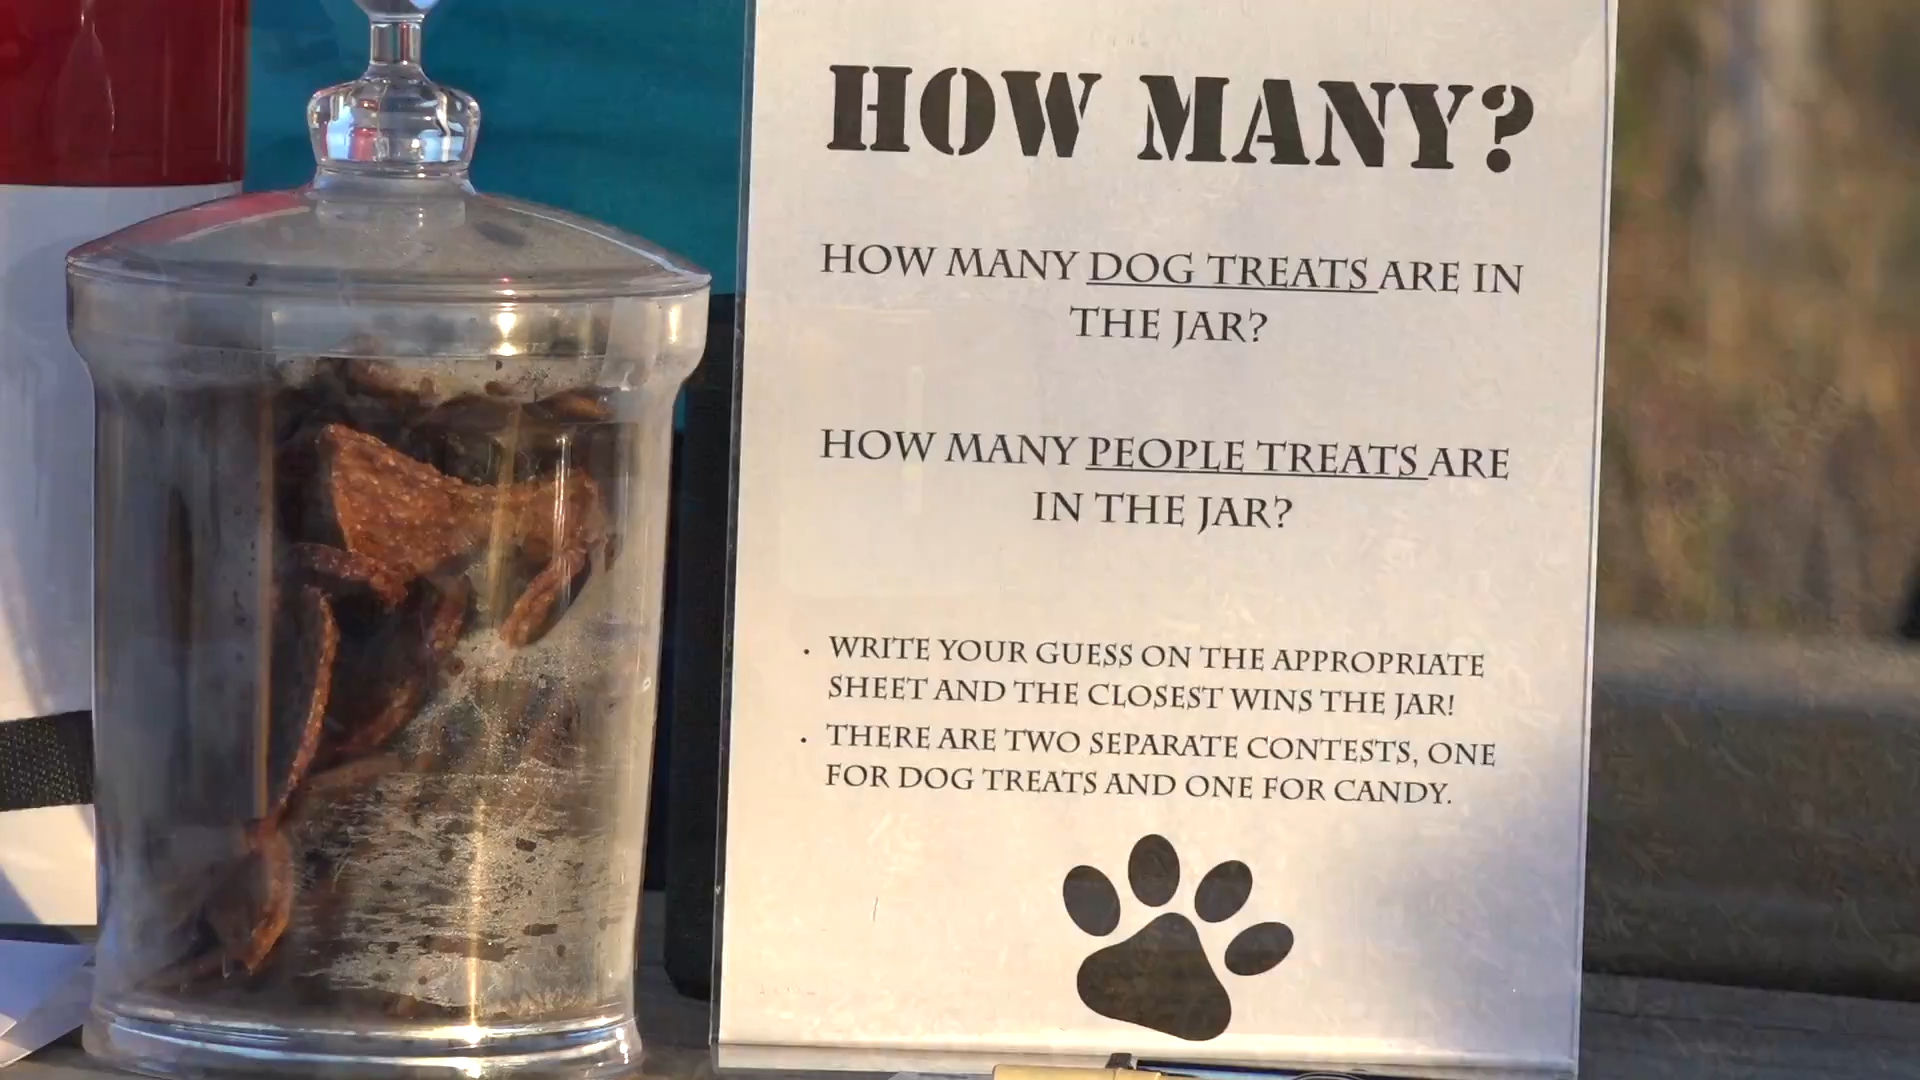 HOW MANY?
HOW MANY DOG TREATS ARE IN
THE JAR?
HOW MANY PEOPLE TREATS ARE
IN THE JAR?
• WRITE YOUR GUESS ON THE APPROPRIATE
SHEET AND THE CLOSEST WINS THE JAR!
• THERE ARE TWO SEPARATE CONTESTS, ONE
FOR DOG TREATS AND ONE FOR CANDY.